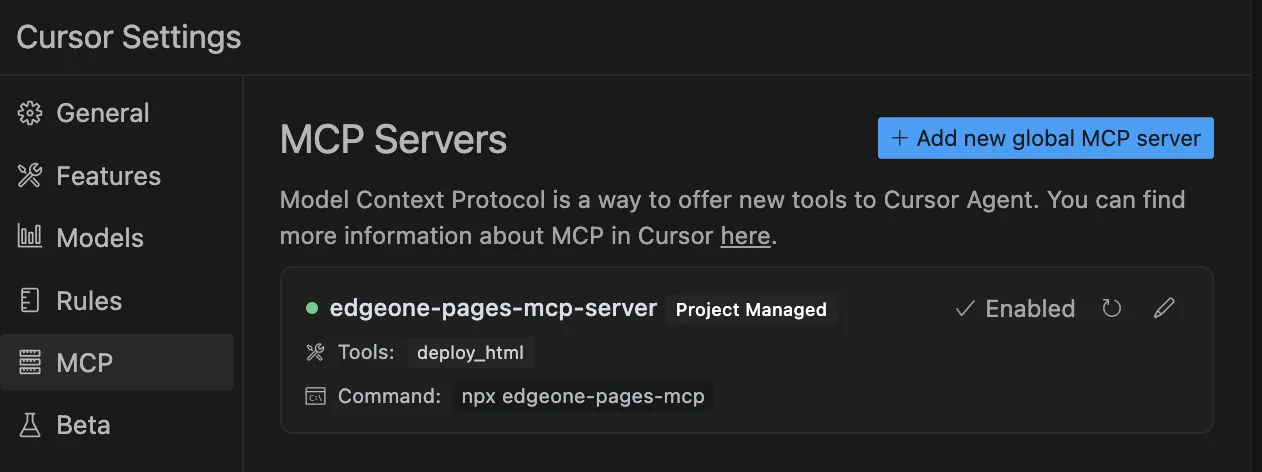 Cursor Settings
General
Features
Models
Rules
MCP
Beta
MCP Servers
+ Add new global MCP server
Model Context Protocol is a way to offer new tools to Cursor Agent. You can find
more information about MCP in Cursor here.
edgeone-pages-mcp-server Project Managed Enabled
Tools: deploy_html
Command: npx edgeone-pages-mcp